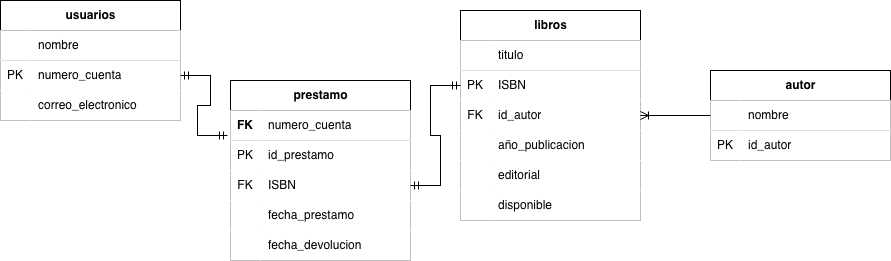 usuarios
nombre
PK numero_cuenta
correo_electronico
prestamo
FK numero_cuenta
PK id_prestamo
FK ISBN
fecha_prestamo
fecha_devolucion
libros
titulo
PK ISBN
FK id_autor
año_publicacion
editorial
disponible
autor
nombre
PK id_autor